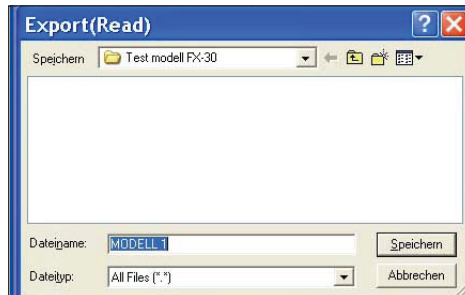 Export(Read)
Speichern Test modell FX-30
Dateiname: MODELL 1 Speichern
Dateityp: All Files (*.*) Abbrechen